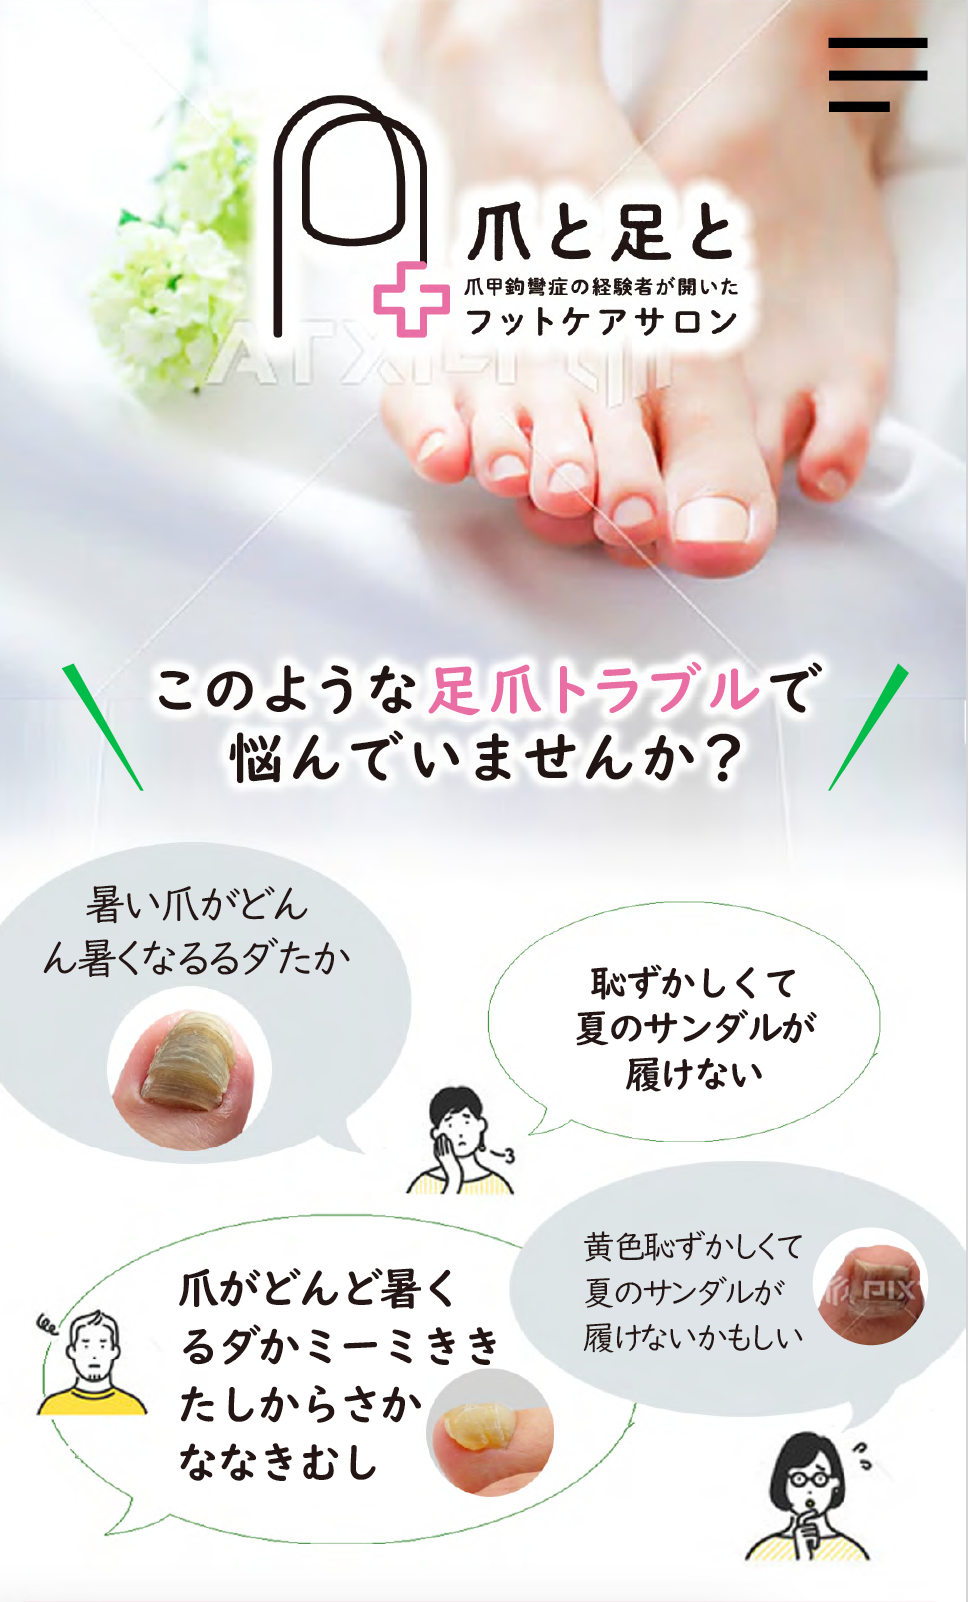 爪と足と
爪甲鉤彎症の経験者が開いた
フットケアサロン
このような足爪トラブルで
悩んでいませんか?
暑い爪がどん
ん暑くなるるダたか
恥ずかしくて
夏のサンダルが
履けない
黄色恥ずかしくて
夏のサンダルが
履けないかもしい
PIX
爪がどんど暑く
るダかミーミきき
たしからさか
ななきむし